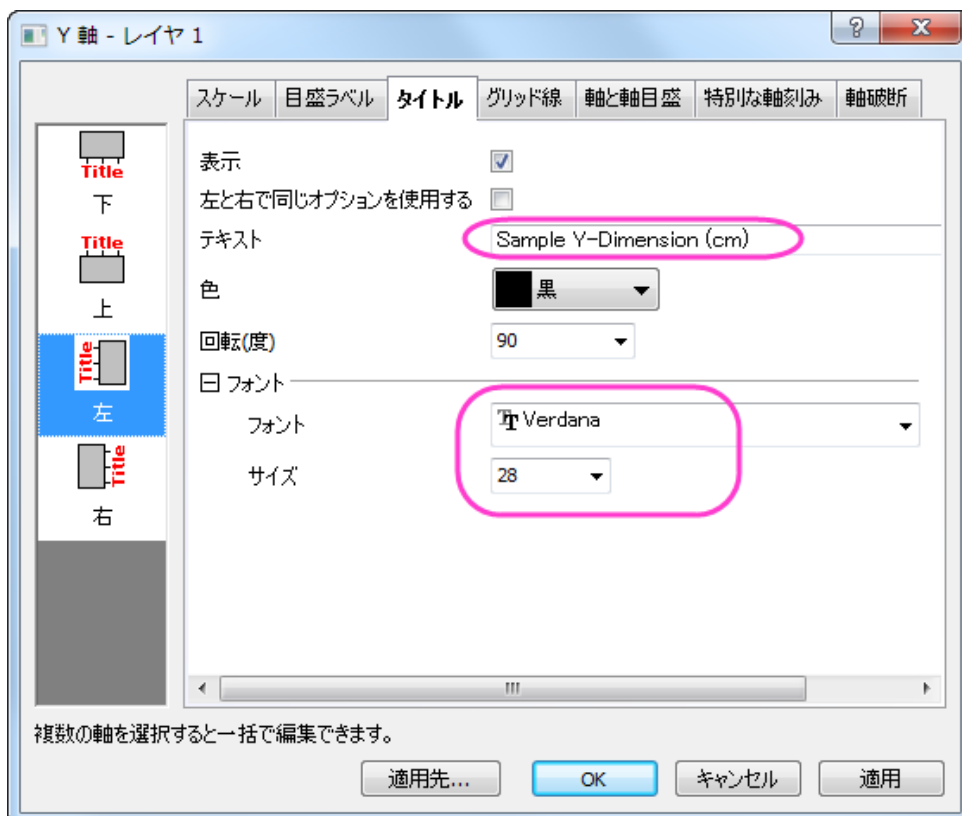 Y 軸 - レイヤ 1
スケール 目盛ラベル タイトル グリッド線 軸と軸目盛 特別な軸刻み 軸破断
Title
下
Title
上
Title
左
Title
右
表示
左と右で同じオプションを使用する
テキスト Sample Y-Dimension (cm)
色 黒
回転(度) 90
フォント
フォント Verdana
サイズ 28
複数の軸を選択すると一括で編集できます。
適用先... OK キャンセル 適用